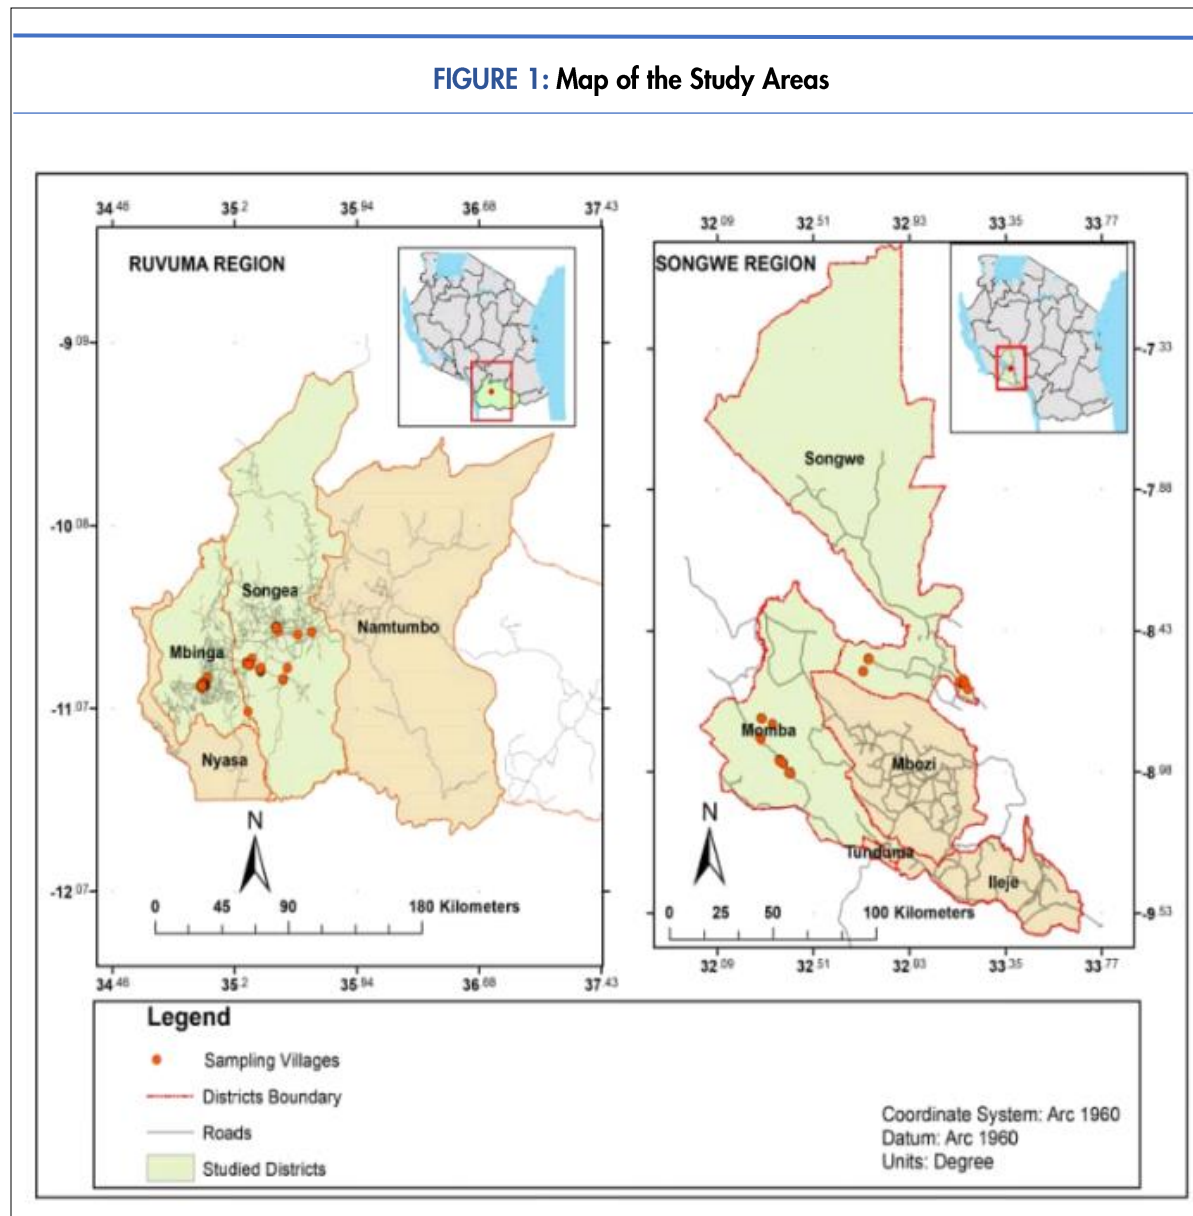 FIGURE 1: Map of the Study Areas
34.46 35.2 35.94 36.68 37.43
32.09 32.51 32.93 33.35 33.77
RUVUMA REGION
SONGWE REGION
-9.09
-10.08
-11.07
-12.07
-7.33
-7.88
-8.43
-8.98
-9.53
Songea
Mbinga
Namtumbo
Nyasa
N
0 45 90 180 Kilometers
Songwe
Momba
Mbozi
Tunduma
Ileje
N
0 25 50 100 Kilometers
34.46 35.2 35.94 36.68 37.43
32.09 32.51 32.93 33.35 33.77
Legend
Sampling Villages
Districts Boundary
Roads
Studied Districts
Coordinate System: Arc 1960
Datum: Arc 1960
Units: Degree